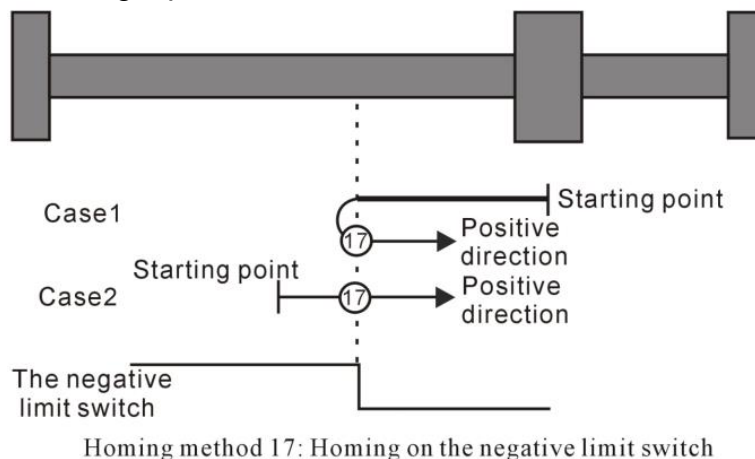 Case1
Starting point
17
Positive
direction
Starting point
Case2
17
Positive
direction
The negative
limit switch
Homing method 17: Homing on the negative limit switch